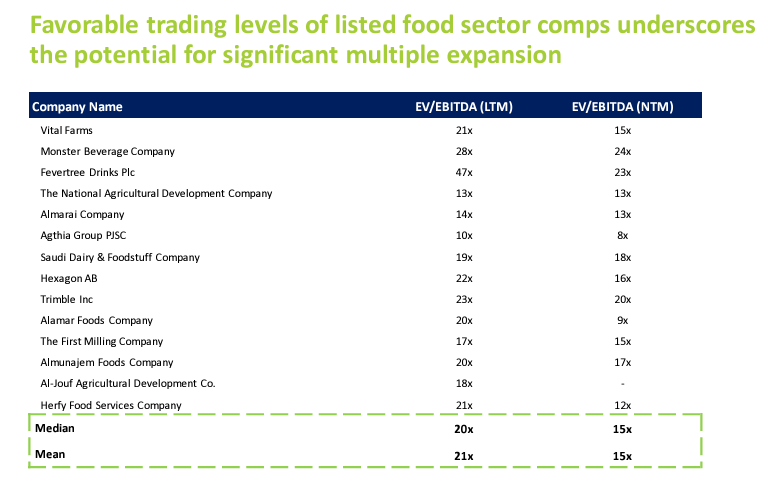 Favorable trading levels of listed food sector comps underscores
the potential for significant multiple expansion
Company Name EV/EBITDA (LTM) EV/EBITDA (NTM)
Vital Farms 21x 15x
Monster Beverage Company 28x 24x
Fevertree Drinks Plc 47x 23x
The National Agricultural Development Company 13x 13x
Almarai Company 14x 13x
Agthia Group PJSC 10x 8x
Saudi Dairy & Foodstuff Company 19x 18x
Hexagon AB 22x 16x
Trimble Inc 23x 20x
Alamar Foods Company 20x 9x
The First Milling Company 17x 15x
Almunajem Foods Company 20x 17x
Al-Jouf Agricultural Development Co. 18x -
Herfy Food Services Company 21x 12x
Median 20x 15x
Mean 21x 15x